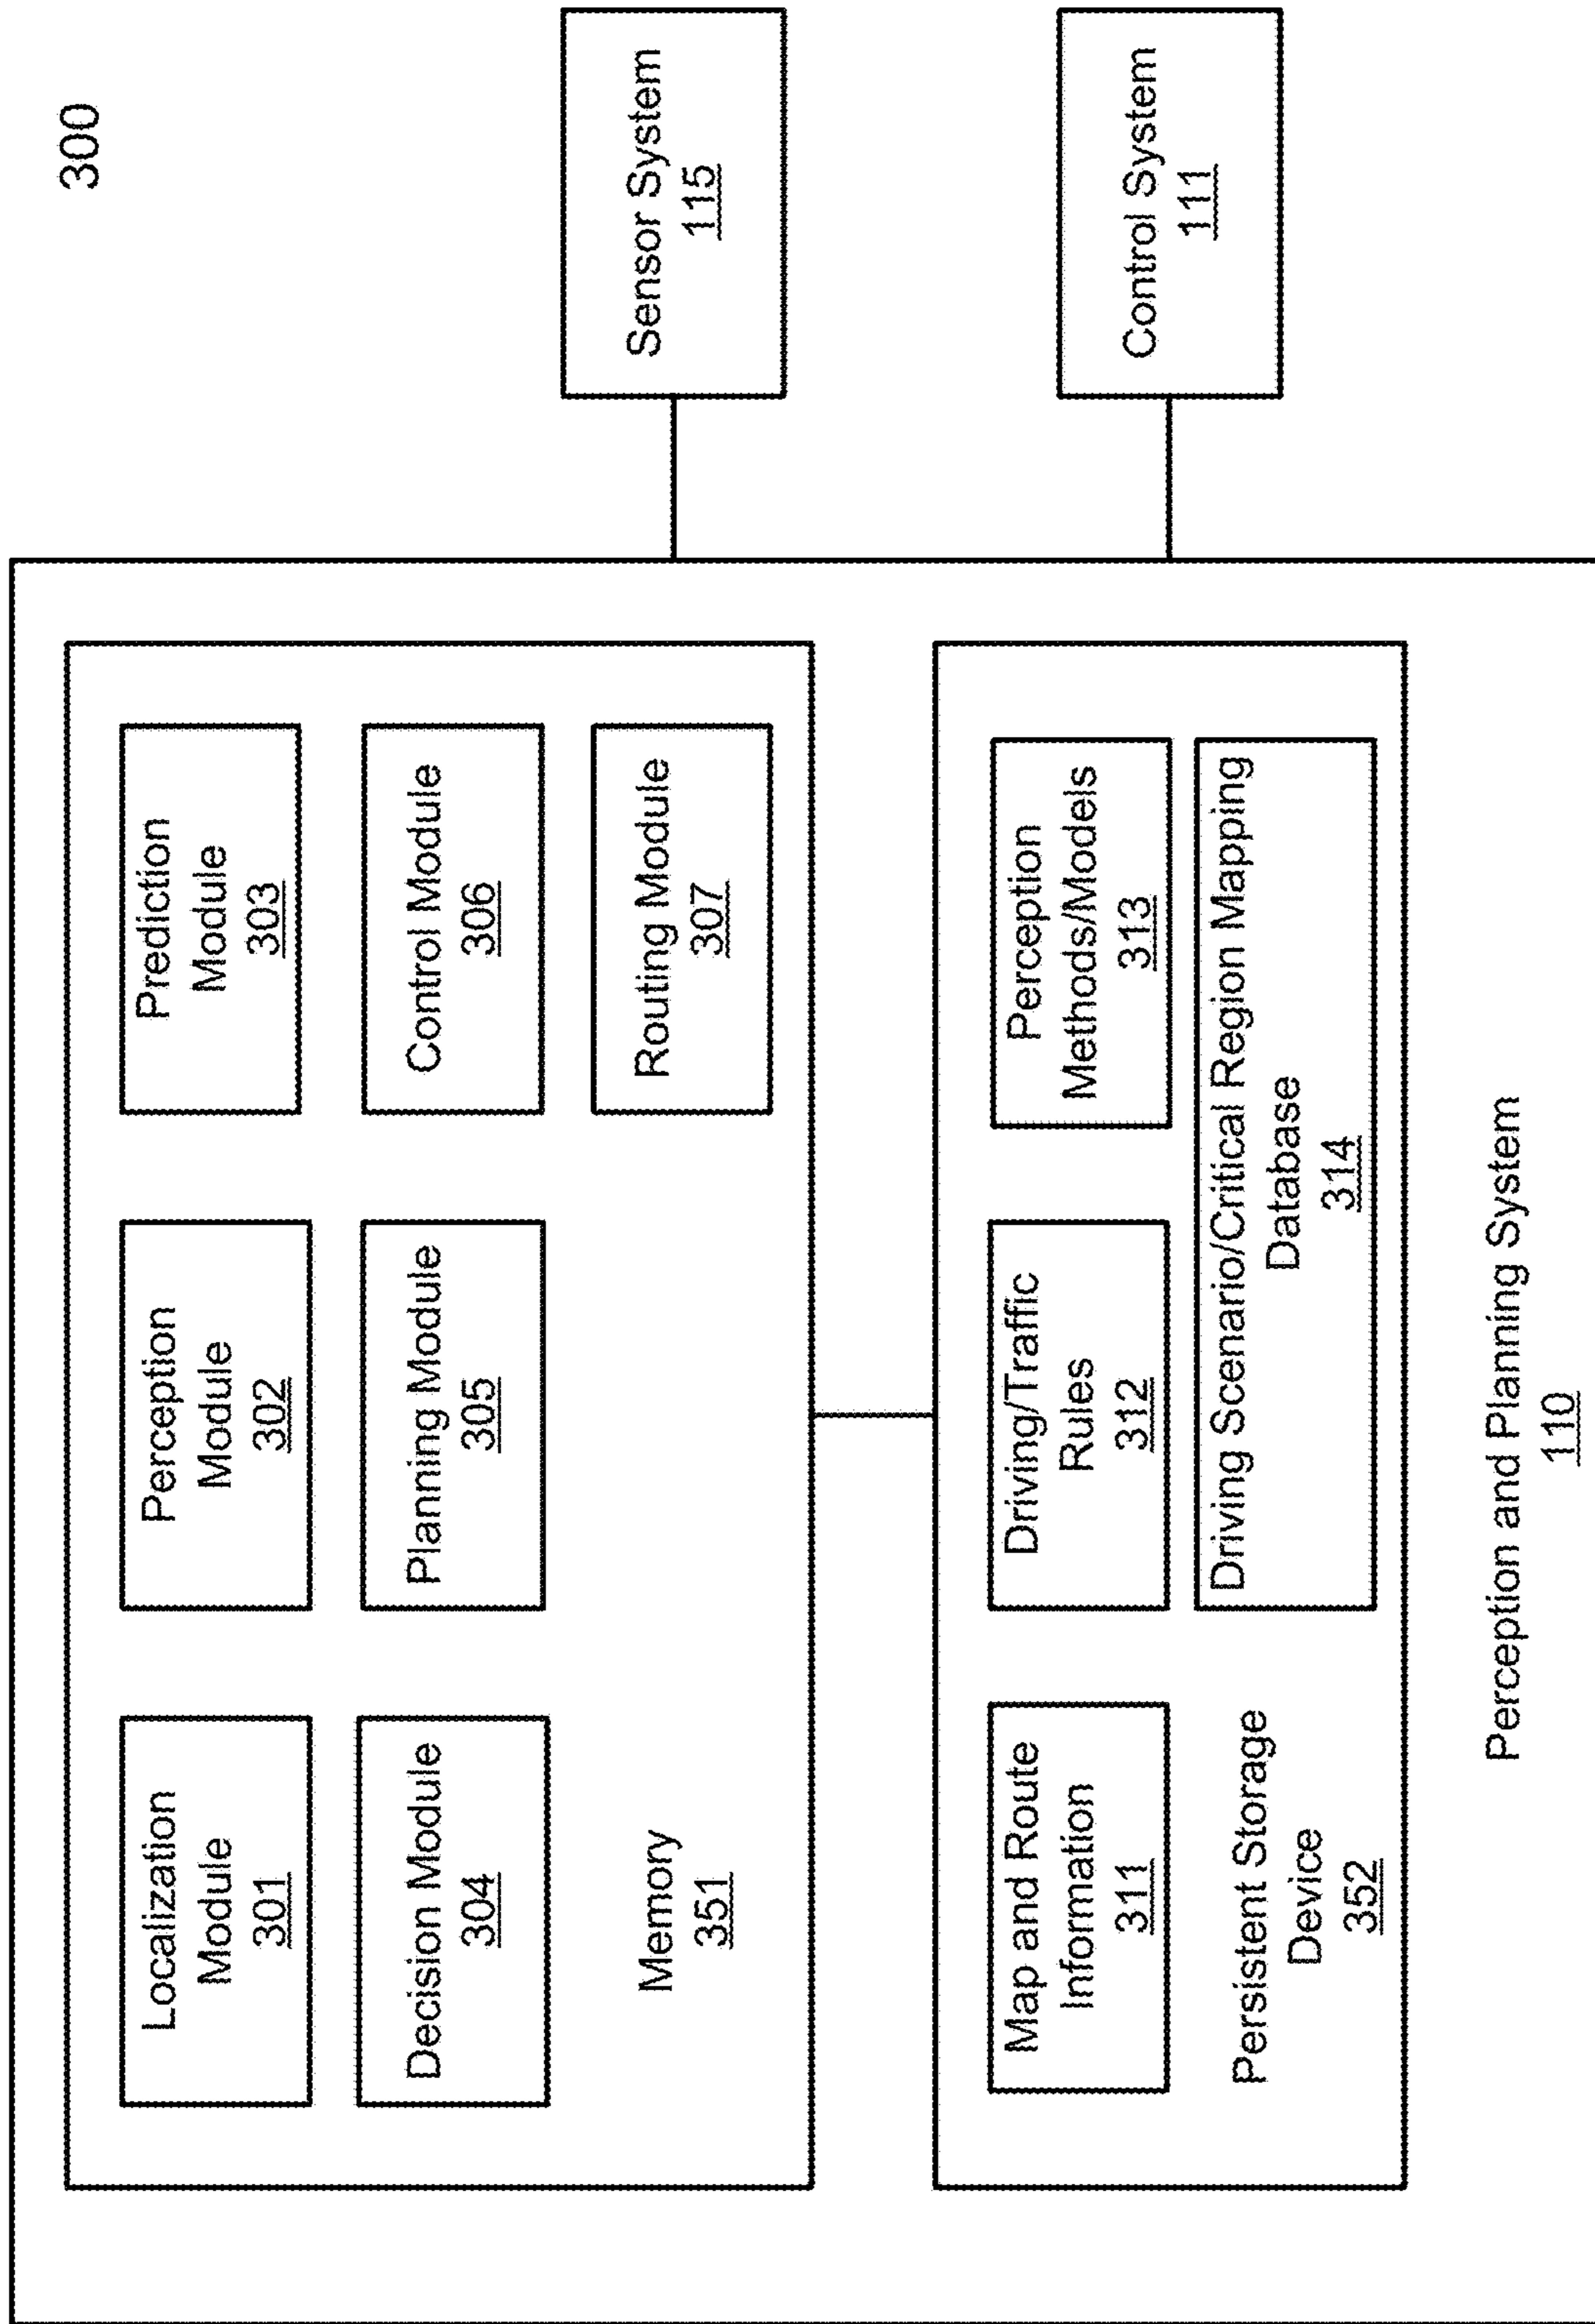 300
Localization
Module
301
Perception
Module
302
Prediction
Module
303
Decision Module
304
Planning Module
305
Control Module
306
Routing Module
307
Memory
351
Sensor System
115
Map and Route
Information
311
Driving/Traffic
Rules
312
Perception
Methods/Models
313
Driving Scenario/Critical Region Mapping
Database
314
Persistent Storage
Device
352
Control System
111
Perception and Planning System
110